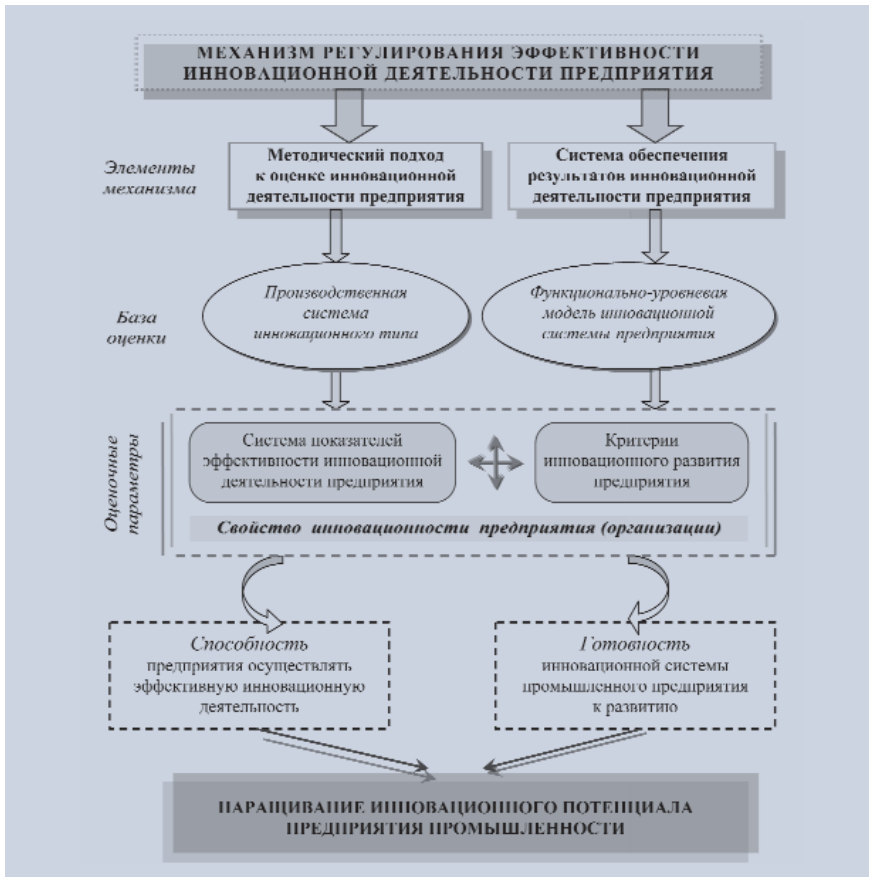 МЕХАНИЗМ РЕГУЛИРОВАНИЯ ЭФФЕКТИВНОСТИ
ИННОВАЦИОННОЙ ДЕЯТЕЛЬНОСТИ ПРЕДПРИЯТИЯ
Элементы
механизма
Методический подход
к оценке инновационной
деятельности предприятия
Система обеспечения
результатов инновационной
деятельности предприятия
База
оценки
Производственная
система
инновационного типа
Функционально-уровневая
модель инновационной
системы предприятия
Оценочные
параметры
Система показателей
эффективности инновационной
деятельности предприятия
Критерии
инновационного развития
предприятия
Свойство инновационности предприятия (организации)
Способность
предприятия осуществлять
эффективную инновационную
деятельность
Готовность
инновационной системы
промышленного предприятия
к развитию
НАРАЩИВАНИЕ ИННОВАЦИОННОГО ПОТЕНЦИАЛА
ПРЕДПРИЯТИЯ ПРОМЫШЛЕННОСТИ